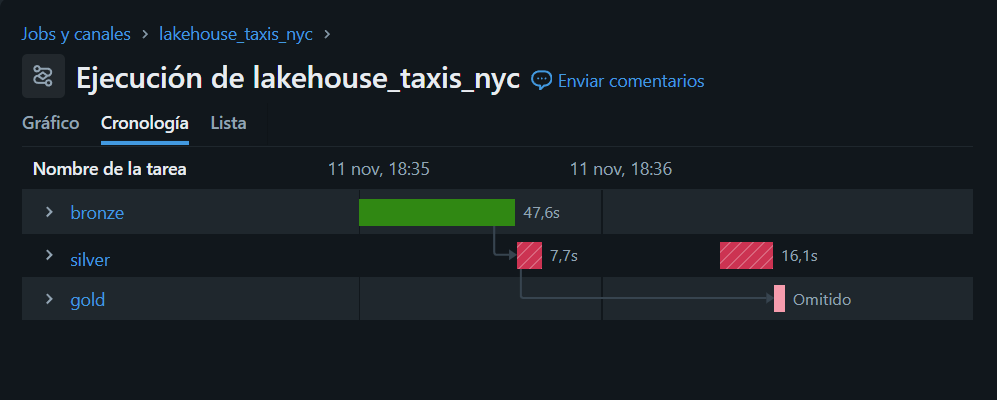 Jobs y canales > lakehouse_taxis_nyc >
Ejecución de lakehouse_taxis_nyc Enviar comentarios
Gráfico Cronología Lista
Nombre de la tarea 11 nov, 18:35 11 nov, 18:36
bronze 47,6s
silver 7,7s 16,1s
gold Omitido